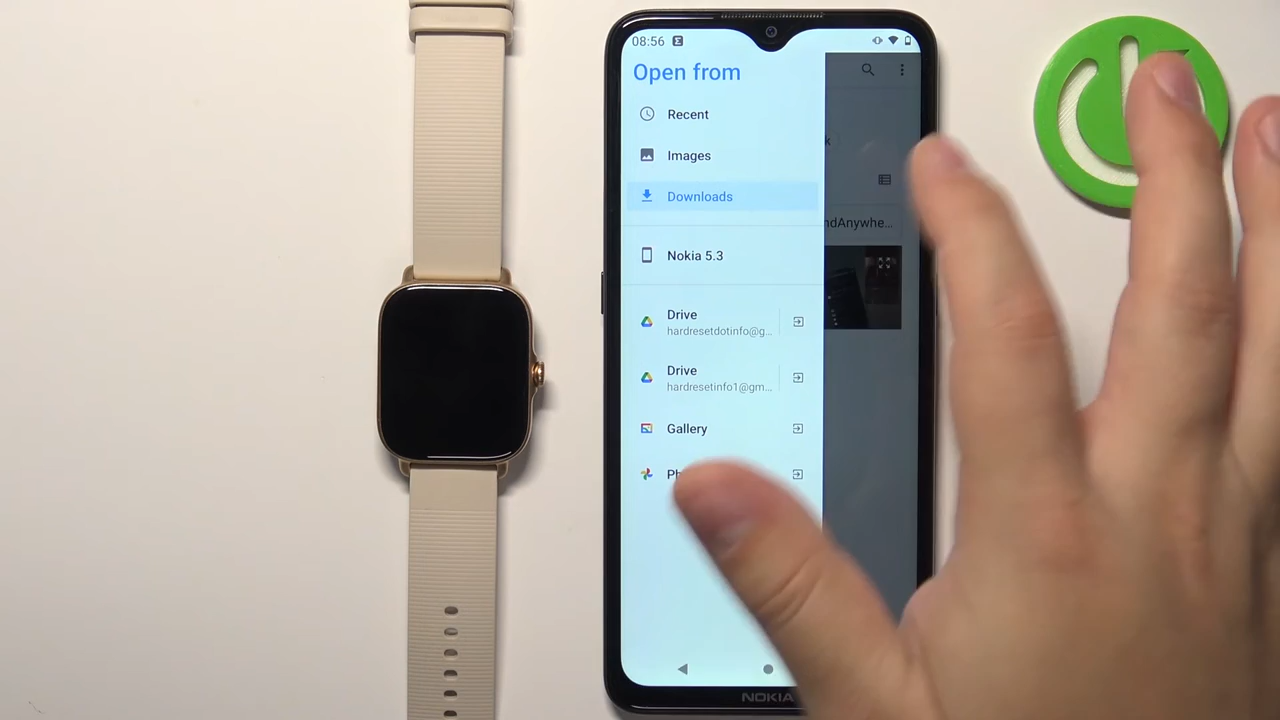 08:56
Open from
Recent
Images
Downloads
Nokia 5.3
Drive
hardresetdotinfo@g...
Drive
hardresetinfo1@gm...
Gallery
ndAnywhe...
NOKIA